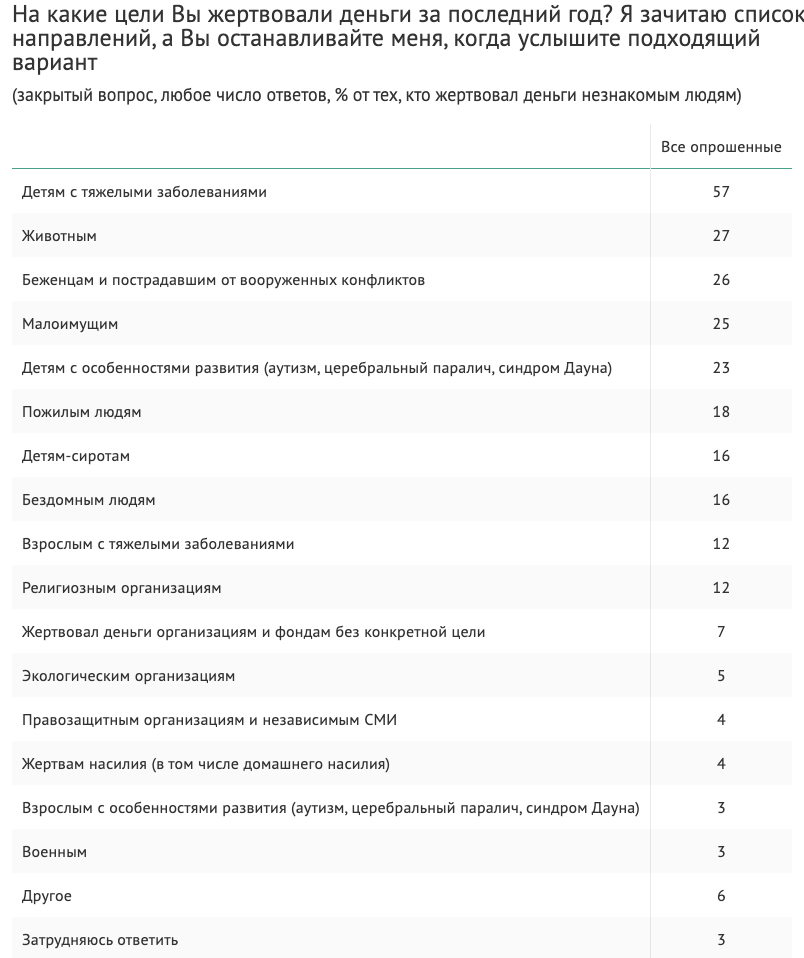 На какие цели Вы жертвовали деньги за последний год? Я зачитаю список
направлений, а Вы останавливайте меня, когда услышите подходящий
вариант
(закрытый вопрос, любое число ответов, % от тех, кто жертвовал деньги незнакомым людям)
Все опрошенные
Детям с тяжелыми заболеваниями 57
Животным 27
Беженцам и пострадавшим от вооруженных конфликтов 26
Малоимущим 25
Детям с особенностями развития (аутизм, церебральный паралич, синдром Дауна) 23
Пожилым людям 18
Детям-сиротам 16
Бездомным людям 16
Взрослым с тяжелыми заболеваниями 12
Религиозным организациям 12
Жертвовал деньги организациям и фондам без конкретной цели 7
Экологическим организациям 5
Правозащитным организациям и независимым СМИ 4
Жертвам насилия (в том числе домашнего насилия) 4
Взрослым с особенностями развития (аутизм, церебральный паралич, синдром Дауна) 3
Военным 3
Другое 6
Затрудняюсь ответить 3